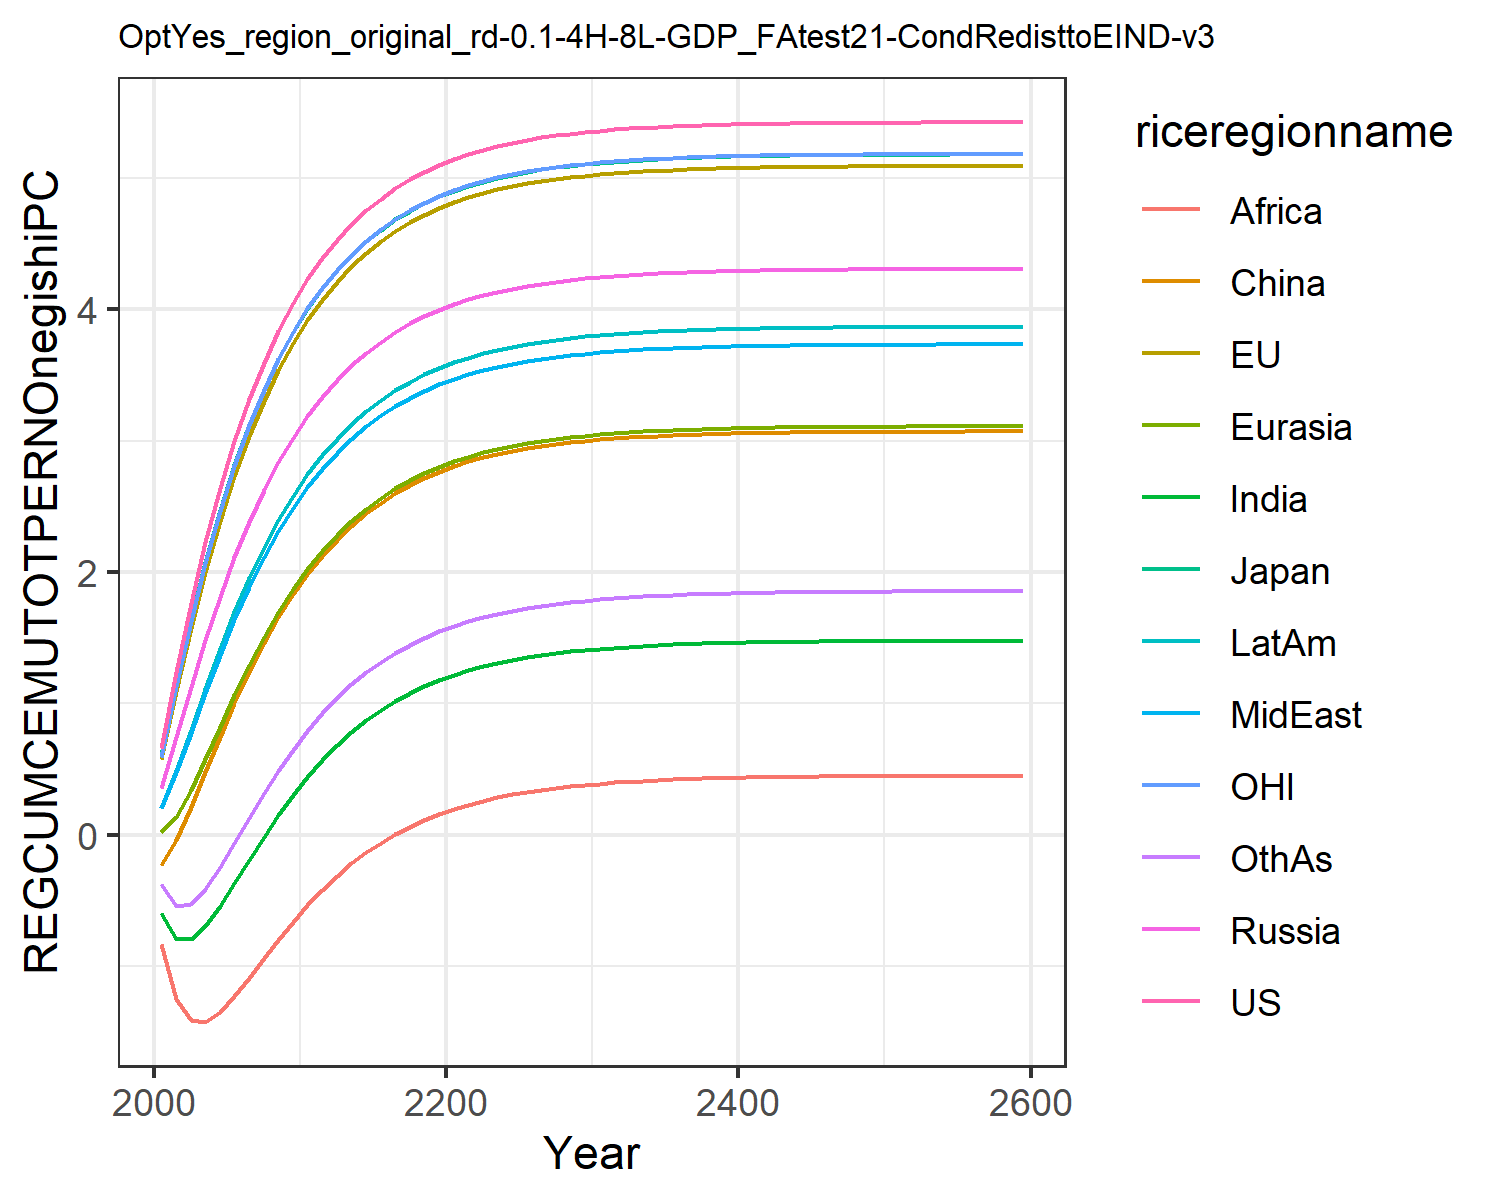 OptYes_region_original_rd-0.1-4H-8L-GDP_FAtest21-CondRedisttoEIND-v3
REGCUMCEMUTOTPERNOnegishiPC
4
2
0
2000
2200
2400
2600
Year
riceregionname
Africa
China
EU
Eurasia
India
Japan
LatAm
MidEast
OHI
OthAs
Russia
US